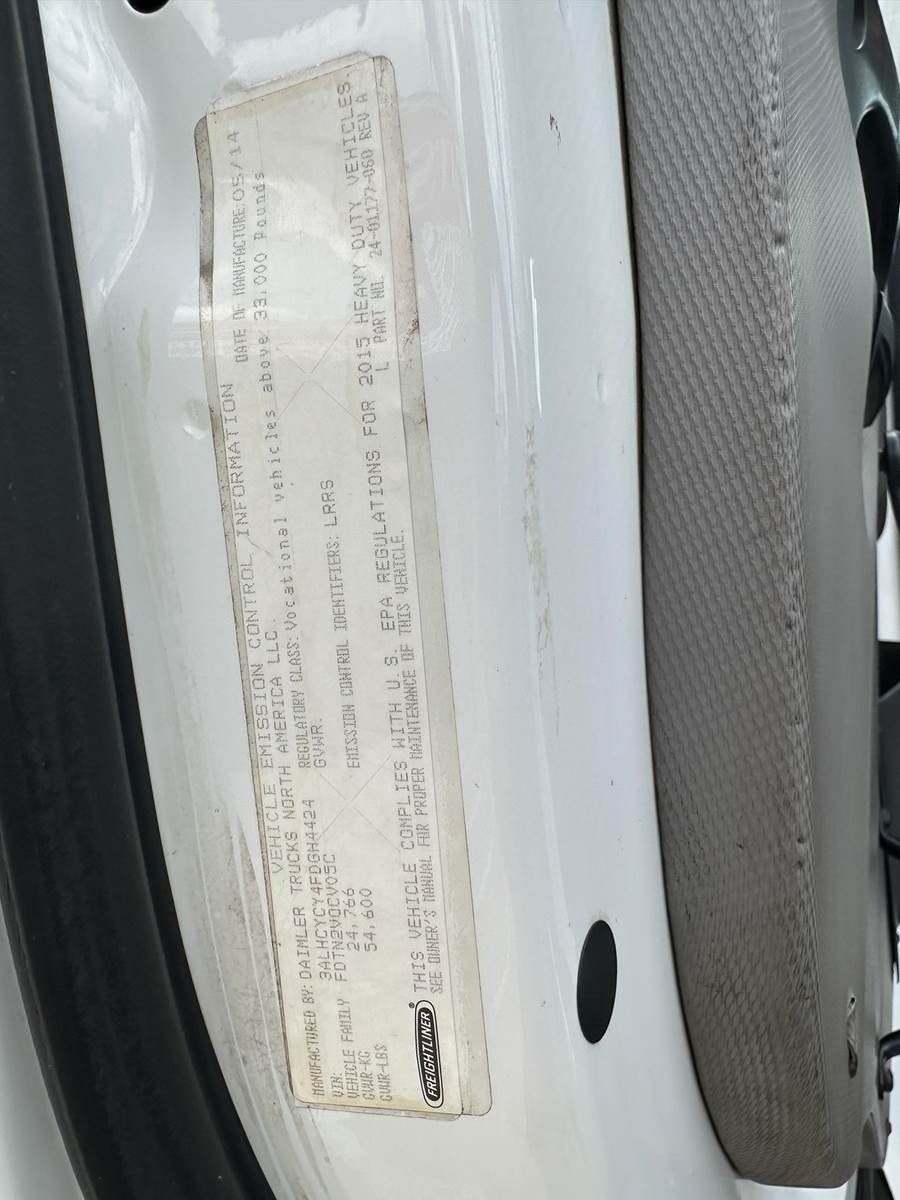 VEHICLE EMISSION CONTROL INFORMATION
MANUFACTURED BY: DAIMLER TRUCKS NORTH AMERICA LLC. DATE OF MANUFACTURE: 05/14
VIN: 3ALHCYCY4FDGH4424 REGULATORY CLASS: Vocational vehicles above 33,000 Pounds
VEHICLE FAMILY FDTN2VOCV05C GVWR.
GVWR-KG 24,766 EMISSION CONTROL IDENTIFIERS: LRRS
GVWR-LBS 54,600
THIS VEHICLE COMPLIES WITH U.S. EPA REGULATIONS FOR 2015 HEAVY DUTY VEHICLES
SEE OWNER'S MANUAL FOR PROPER MAINTENANCE OF THIS VEHICLE. L PART NO. 24-01177-060 REV A
FREIGHTLINER®